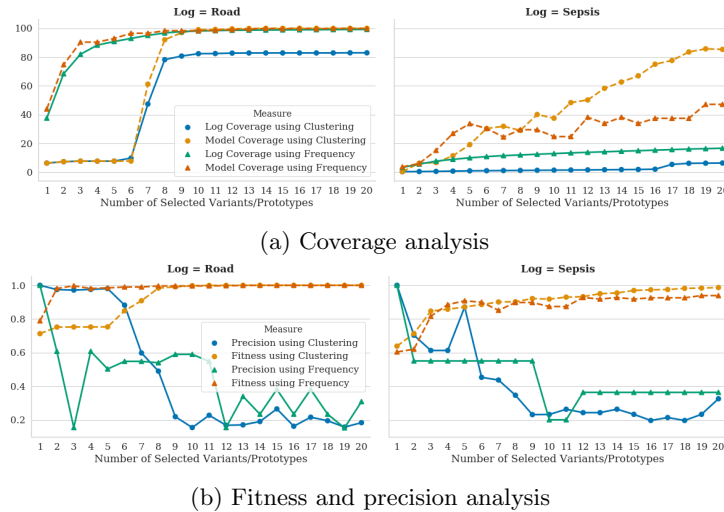 Log = Road
Log = Sepsis
100
80
60
40
20
0
Measure
Log Coverage using Clustering
Model Coverage using Clustering
Log Coverage using Frequency
Model Coverage using Frequency
1 2 3 4 5 6 7 8 9 10 11 12 13 14 15 16 17 18 19 20
1 2 3 4 5 6 7 8 9 10 11 12 13 14 15 16 17 18 19 20
Number of Selected Variants/Prototypes
Number of Selected Variants/Prototypes
(a) Coverage analysis
Log = Road
Log = Sepsis
1.0
0.8
0.6
0.4
0.2
Measure
Precision using Clustering
Fitness using Clustering
Precision using Frequency
Fitness using Frequency
1 2 3 4 5 6 7 8 9 10 11 12 13 14 15 16 17 18 19 20
1 2 3 4 5 6 7 8 9 10 11 12 13 14 15 16 17 18 19 20
Number of Selected Variants/Prototypes
Number of Selected Variants/Prototypes
(b) Fitness and precision analysis